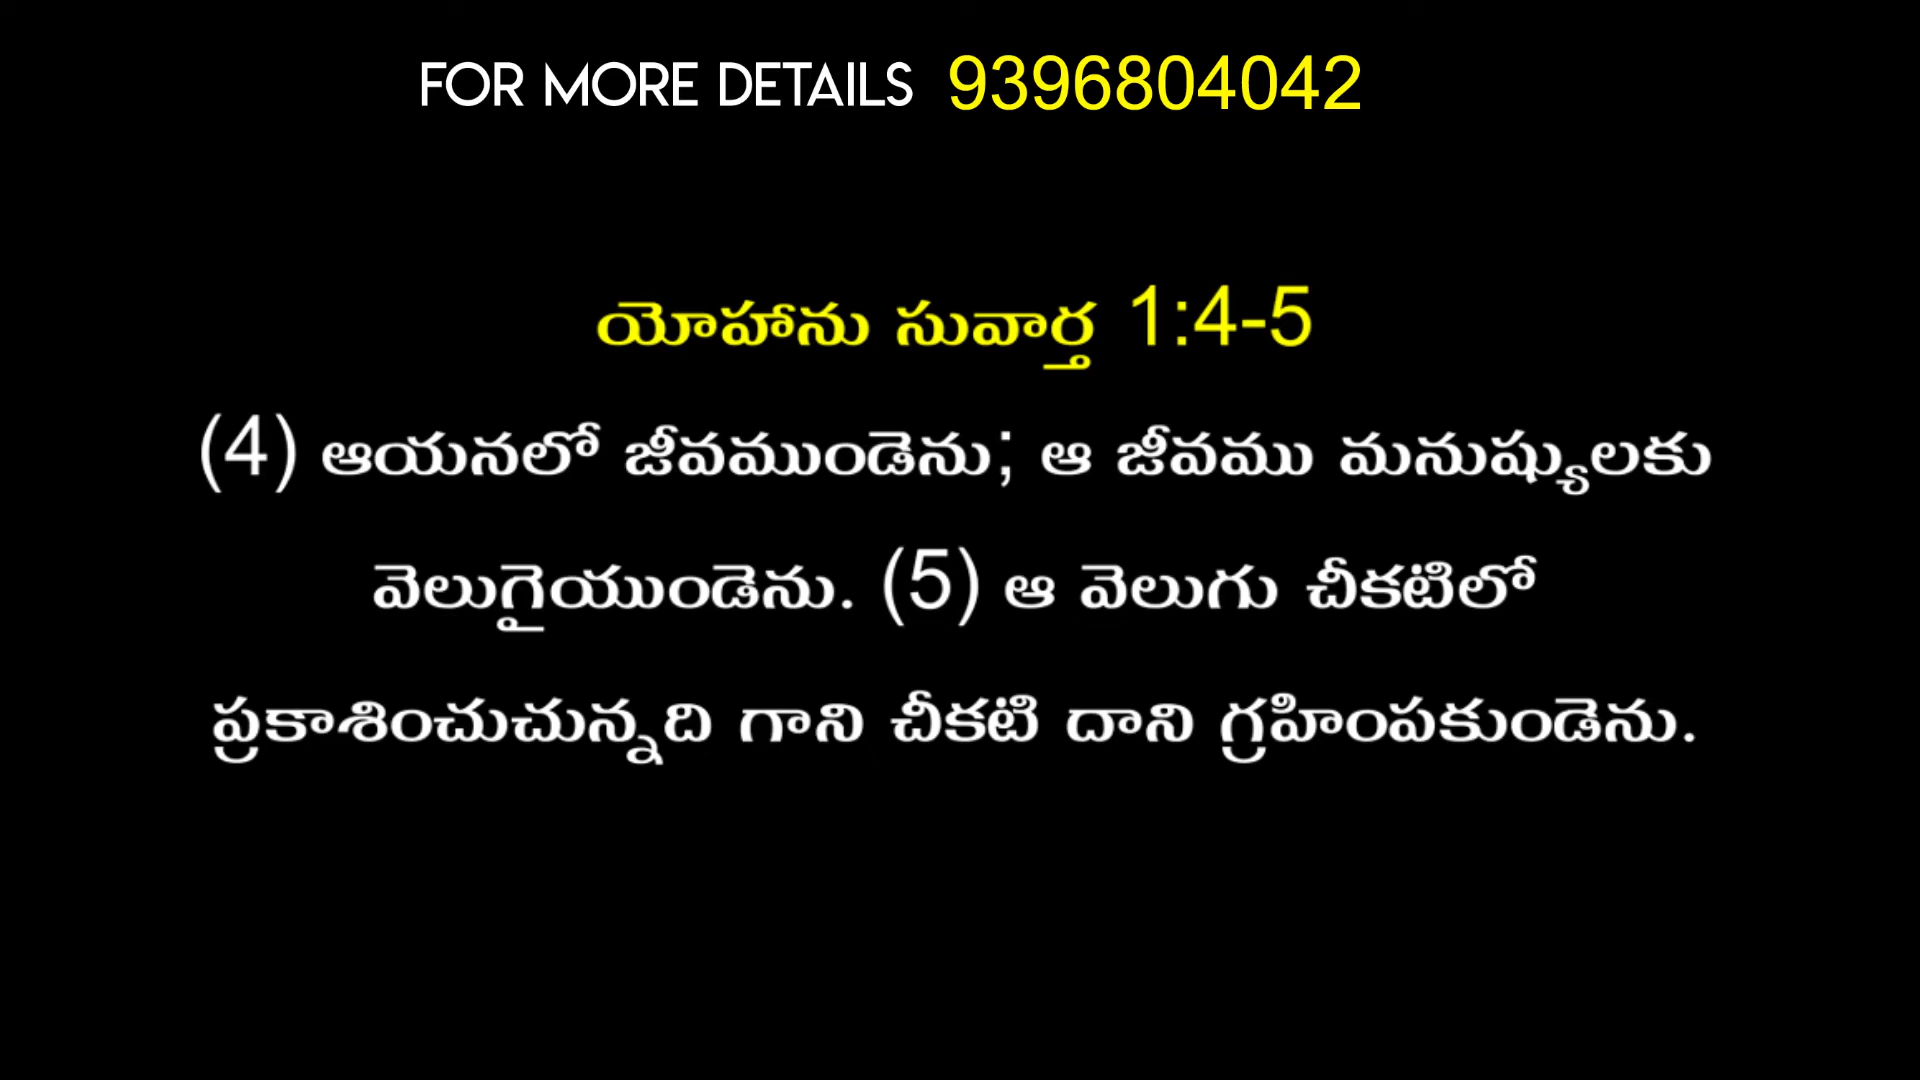 FOR MORE DETAILS 9396804042
యోహాను సువార్త 1:4-5
(4) ఆయనలో జీవముండెను; ఆ జీవము మనుష్యులకు
వెలుగైయుండెను. (5) ఆ వెలుగు చీకటిలో
ప్రకాశించుచున్నది గాని చీకటి దాని గ్రహింపకుండెను.